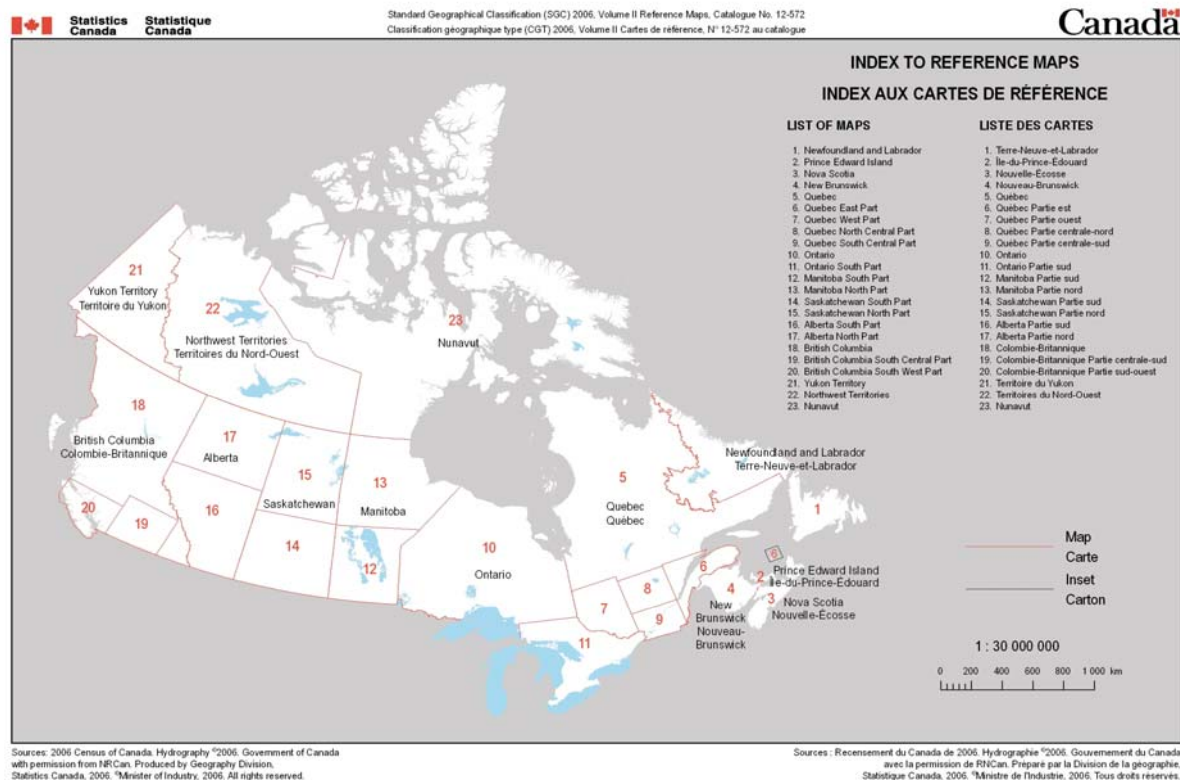 Statistics
Canada
Statistique
Canada
Standard Geographical Classification (SGC) 2006, Volume II Reference Maps, Catalogue No. 12-572
Classification géographique type (CGT) 2006, Volume II Cartes de référence, N° 12-572 au catalogue
Canada
INDEX TO REFERENCE MAPS
INDEX AUX CARTES DE RÉFÉRENCE
LIST OF MAPS
1. Newfoundland and Labrador
2. Prince Edward Island
3. Nova Scotia
4. New Brunswick
5. Quebec
6. Quebec East Part
7. Quebec West Part
8. Quebec North Central Part
9. Quebec South Central Part
10. Ontario
11. Ontario South Part
12. Manitoba South Part
13. Manitoba North Part
14. Saskatchewan South Part
15. Saskatchewan North Part
16. Alberta South Part
17. Alberta North Part
18. British Columbia
19. British Columbia South Central Part
20. British Columbia South West Part
21. Yukon Territory
22. Northwest Territories
23. Nunavut
LISTE DES CARTES
1. Terre-Neuve-et-Labrador
2. Île-du-Prince-Édouard
3. Nouvelle-Écosse
4. Nouveau-Brunswick
5. Québec
6. Québec Partie est
7. Québec Partie ouest
8. Québec Partie centrale-nord
9. Québec Partie centrale-sud
10. Ontario
11. Ontario Partie sud
12. Manitoba Partie sud
13. Manitoba Partie nord
14. Saskatchewan Partie sud
15. Saskatchewan Partie nord
16. Alberta Partie sud
17. Alberta Partie nord
18. Colombie-Britannique
19. Colombie-Britannique Partie centrale-sud
20. Colombie-Britannique Partie sud-ouest
21. Territoire du Yukon
22. Territoires du Nord-Ouest
23. Nunavut
21
Yukon Territory
Territoire du Yukon
22
Northwest Territories
Territoires du Nord-Ouest
23
Nunavut
18
British Columbia
Colombie-Britannique
17
Alberta
15
Saskatchewan
13
Manitoba
5
Quebec
Québec
Newfoundland and Labrador
Terre-Neuve-et-Labrador
1
20
19
16
14
12
10
Ontario
6
6
2
Prince Edward Island
Île-du-Prince-Édouard
7
8
9
4
New
Brunswick
Nouveau-
Brunswick
3
Nova Scotia
Nouvelle-Écosse
11
Map
Carte
Inset
Carton
1 : 30 000 000
0 200 400 600 800 1 000 km
Sources: 2006 Census of Canada. Hydrography ©2006. Government of Canada
with permission from NRCan. Produced by Geography Division,
Statistics Canada, 2006. ©Minister of Industry, 2006. All rights reserved.
Sources : Recensement du Canada de 2006. Hydrographie ©2006. Gouvernement du Canada
avec la permission de RNCan. Préparé par la Division de la géographie,
Statistique Canada, 2006. ©Ministre de l'Industrie, 2006. Tous droits réservés.